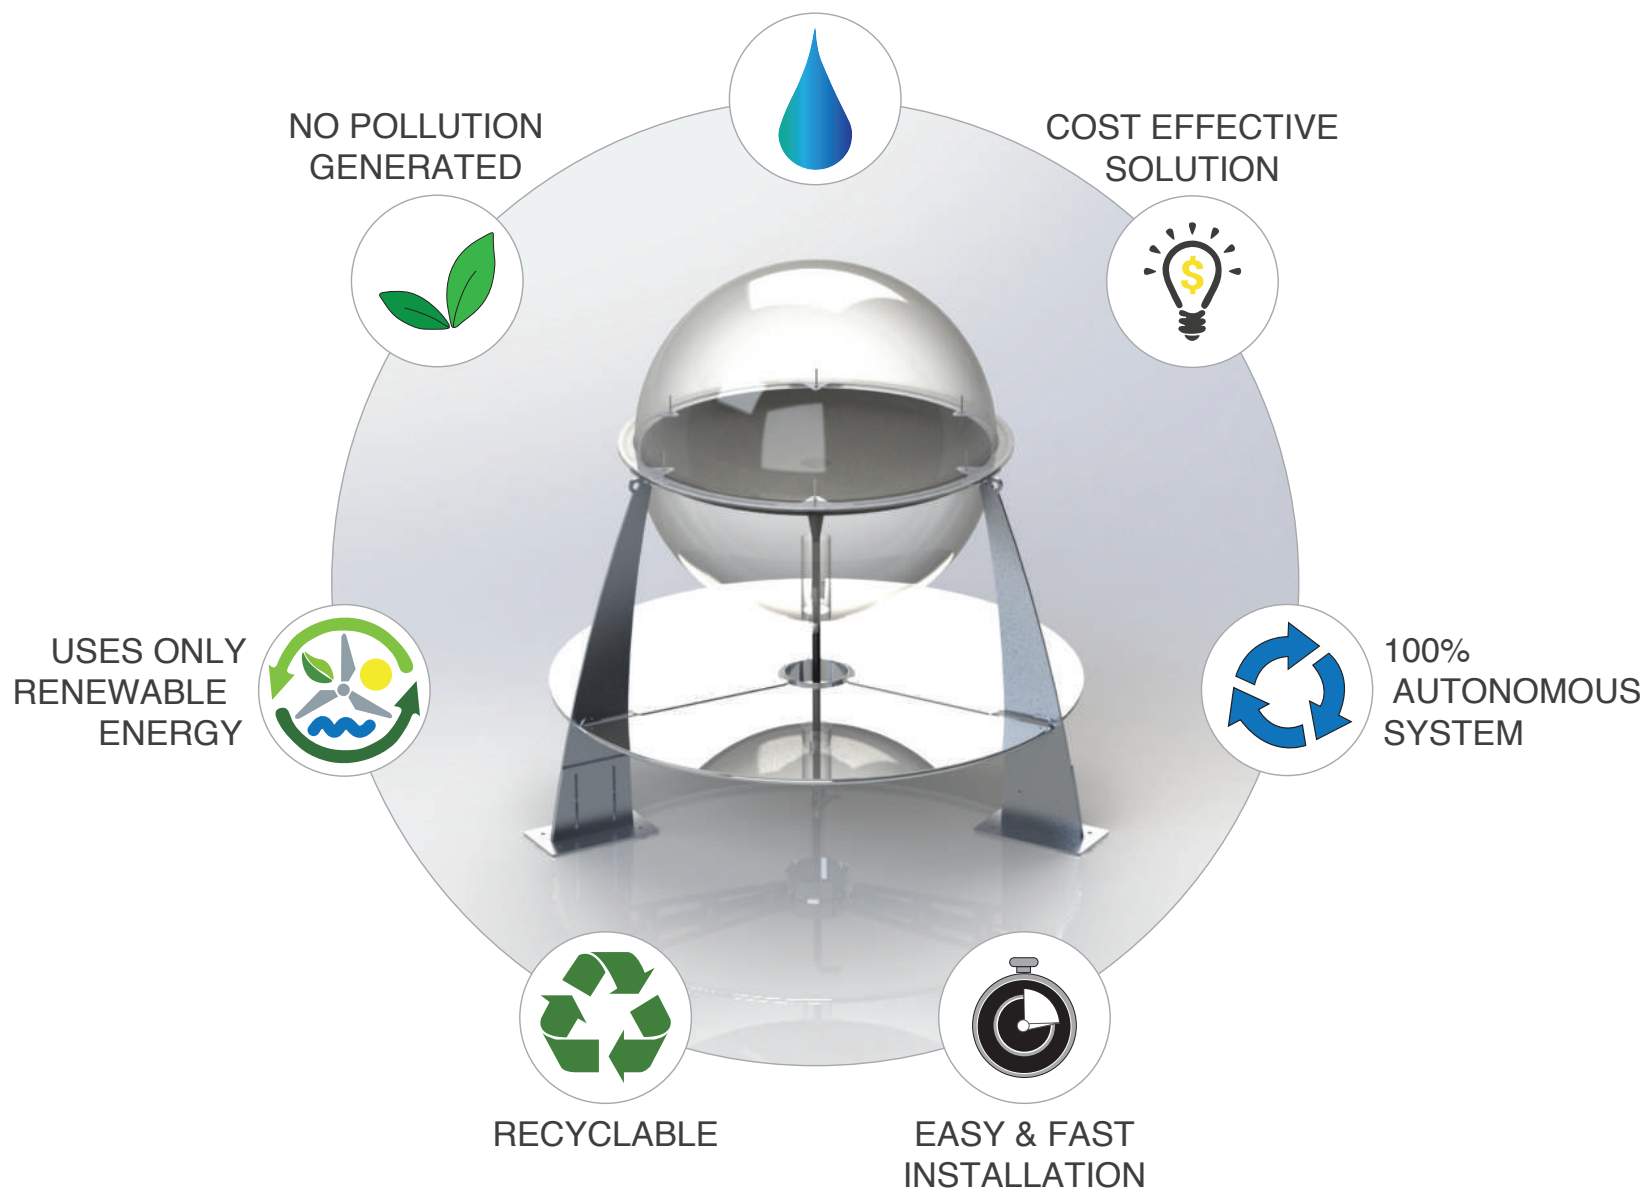 NO POLLUTION
GENERATED
COST EFFECTIVE
SOLUTION
$
USES ONLY
RENEWABLE
ENERGY
100%
AUTONOMOUS
SYSTEM
RECYCLABLE
EASY & FAST
INSTALLATION